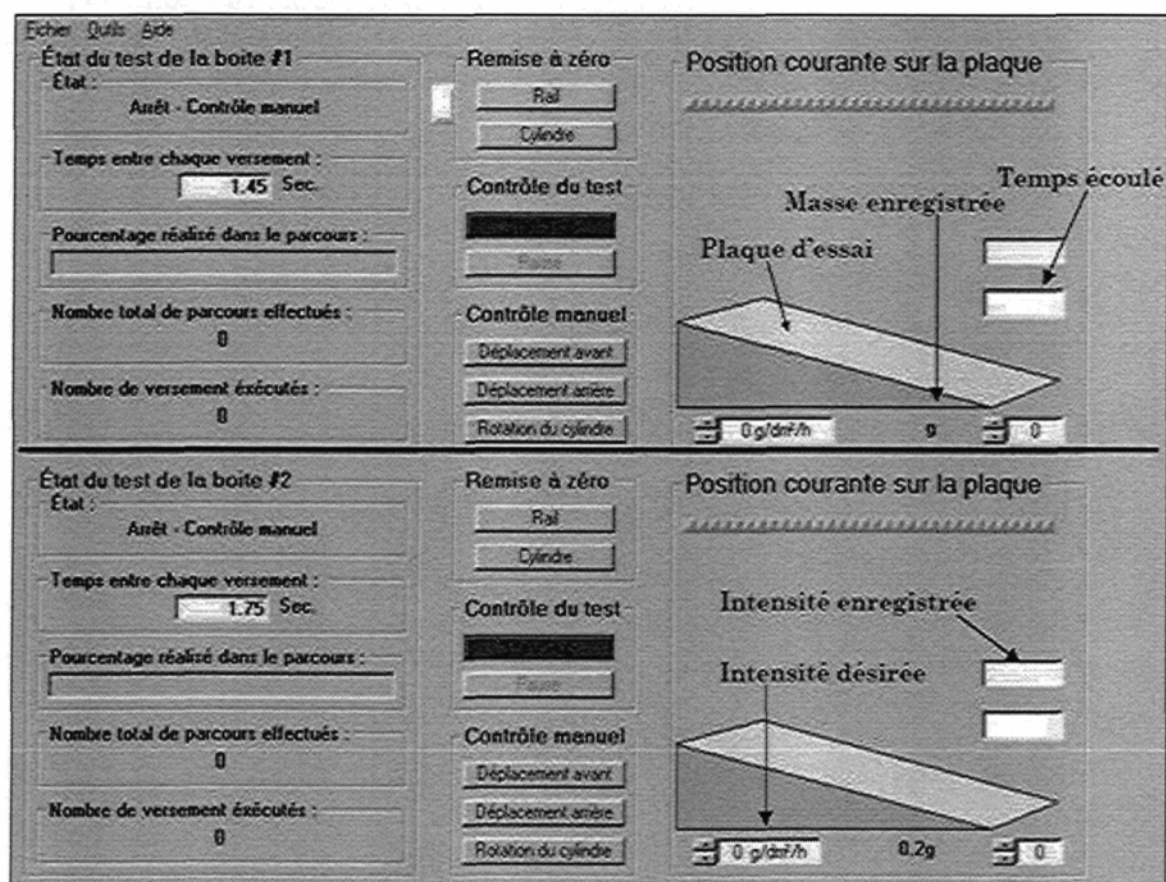 Fichier Outils Aide
État du test de la boite #1
État :
Arrêt - Contrôle manuel
Temps entre chaque versement :
1.45 Sec.
Pourcentage réalisé dans le parcours :
Nombre total de parcours effectués :
0
Nombre de versement éxécutés :
0
Remise à zéro
Rail
Cylindre
Contrôle du test
Pause
Contrôle manuel
Déplacement avant
Déplacement arrière
Rotation du cylindre
Position courante sur la plaque
Temps écoulé
Masse enregistrée
Plaque d'essai
0 g/dm²/h g 0
État du test de la boite #2
État :
Arrêt - Contrôle manuel
Temps entre chaque versement :
1.75 Sec.
Pourcentage réalisé dans le parcours :
Nombre total de parcours effectués :
0
Nombre de versement éxécutés :
0
Remise à zéro
Rail
Cylindre
Contrôle du test
Pause
Contrôle manuel
Déplacement avant
Déplacement arrière
Rotation du cylindre
Position courante sur la plaque
Intensité enregistrée
Intensité désirée
0 g/dm²/h 0.2g 0